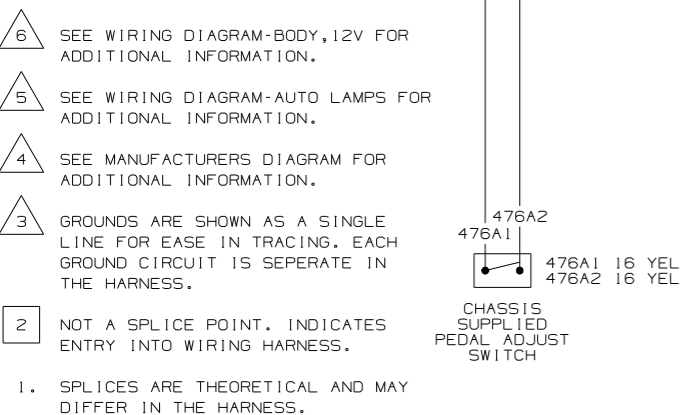 6 SEE WIRING DIAGRAM-BODY,12V FOR
ADDITIONAL INFORMATION.
5 SEE WIRING DIAGRAM-AUTO LAMPS FOR
ADDITIONAL INFORMATION.
4 SEE MANUFACTURERS DIAGRAM FOR
ADDITIONAL INFORMATION.
3 GROUNDS ARE SHOWN AS A SINGLE
LINE FOR EASE IN TRACING. EACH
GROUND CIRCUIT IS SEPERATE IN
THE HARNESS.
2 NOT A SPLICE POINT. INDICATES
ENTRY INTO WIRING HARNESS.
1. SPLICES ARE THEORETICAL AND MAY
DIFFER IN THE HARNESS.
476A2
476A1
476A1 16 YEL
476A2 16 YEL
CHASSIS
SUPPLIED
PEDAL ADJUST
SWITCH